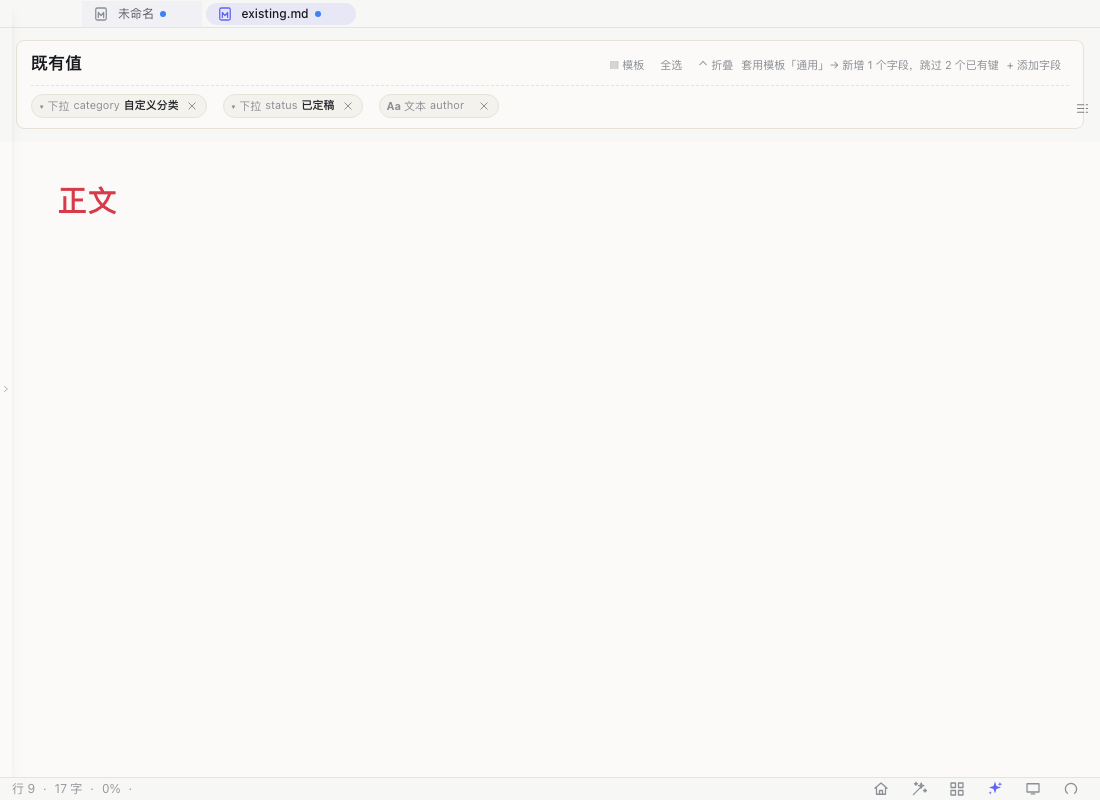 未命名 existing.md
既有值 模板 全选 折叠 套用模板「通用」→ 新增 1 个字段，跳过 2 个已有键 + 添加字段
下拉 category 自定义分类 × 下拉 status 已定稿 × Aa 文本 author ×
正文
行 9 · 17 字 · 0% ·